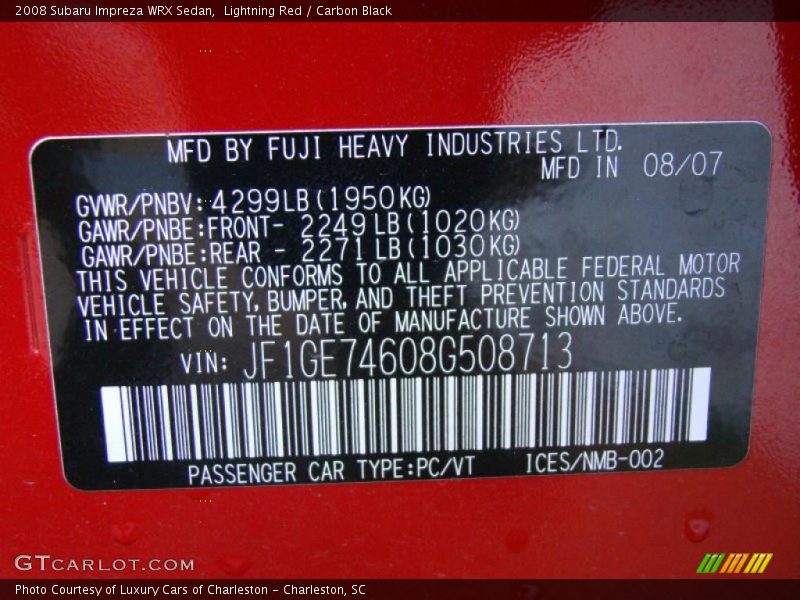 2008 Subaru Impreza WRX Sedan,  Lightning Red / Carbon Black
MFD BY FUJI HEAVY INDUSTRIES LTD.
MFD IN 08/07
GVWR/PNBV: 4299LB (1950KG)
GAWR/PNBE:FRONT- 2249LB (1020KG)
GAWR/PNBE:REAR - 2271LB (1030KG)
THIS VEHICLE CONFORMS TO ALL APPLICABLE FEDERAL MOTOR
VEHICLE SAFETY, BUMPER, AND THEFT PREVENTION STANDARDS
IN EFFECT ON THE DATE OF MANUFACTURE SHOWN ABOVE.
VIN: JF1GE74608G508713
PASSENGER CAR TYPE:PC/VT ICES/NMB-002
GTCARLOT.COM
Photo Courtesy of Luxury Cars of Charleston - Charleston, SC